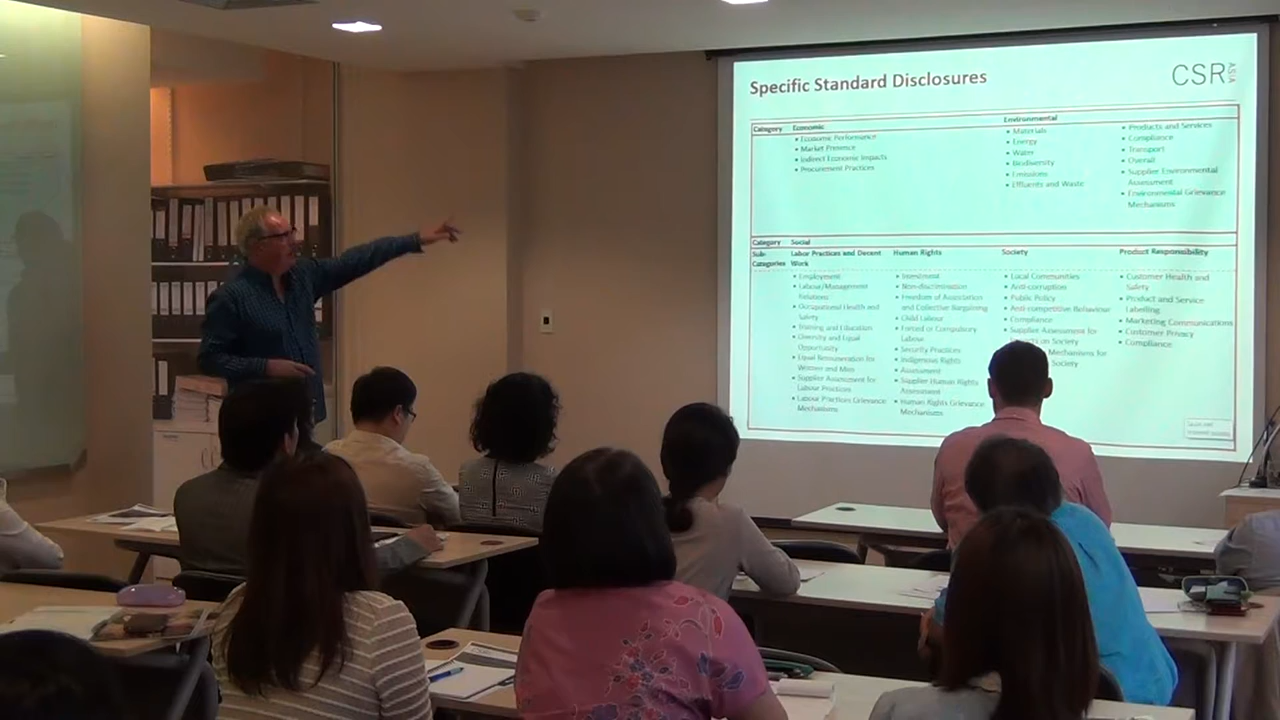 Specific Standard Disclosures
CSR ASIA
Category
Economic
Environmental
• Economic Performance
• Market Presence
• Indirect Economic Impacts
• Procurement Practices
• Materials
• Energy
• Water
• Biodiversity
• Emissions
• Effluents and Waste
• Products and Services
• Compliance
• Transport
• Overall
• Supplier Environmental
Assessment
• Environmental Grievance
Mechanisms
Category
Social
Sub-
Categories
Labor Practices and Decent
Work
Human Rights
Society
Product Responsibility
• Employment
• Labour/Management
Relations
• Occupational Health and
Safety
• Training and Education
• Diversity and Equal
Opportunity
• Equal Remuneration for
Women and Men
• Supplier Assessment for
Labour Practices
• Labour Practices Grievance
Mechanisms
• Investment
• Non-discrimination
• Freedom of Association
and Collective Bargaining
• Child Labour
• Forced or Compulsory
Labour
• Security Practices
• Indigenous Rights
• Assessment
• Supplier Human Rights
Assessment
• Human Rights Grievance
Mechanisms
• Local Communities
• Anti-corruption
• Public Policy
• Anti-competitive Behaviour
• Compliance
• Supplier Assessment for
on Society
Mechanisms for
Society
• Customer Health and
Safety
• Product and Service
Labelling
• Marketing Communications
• Customer Privacy
• Compliance